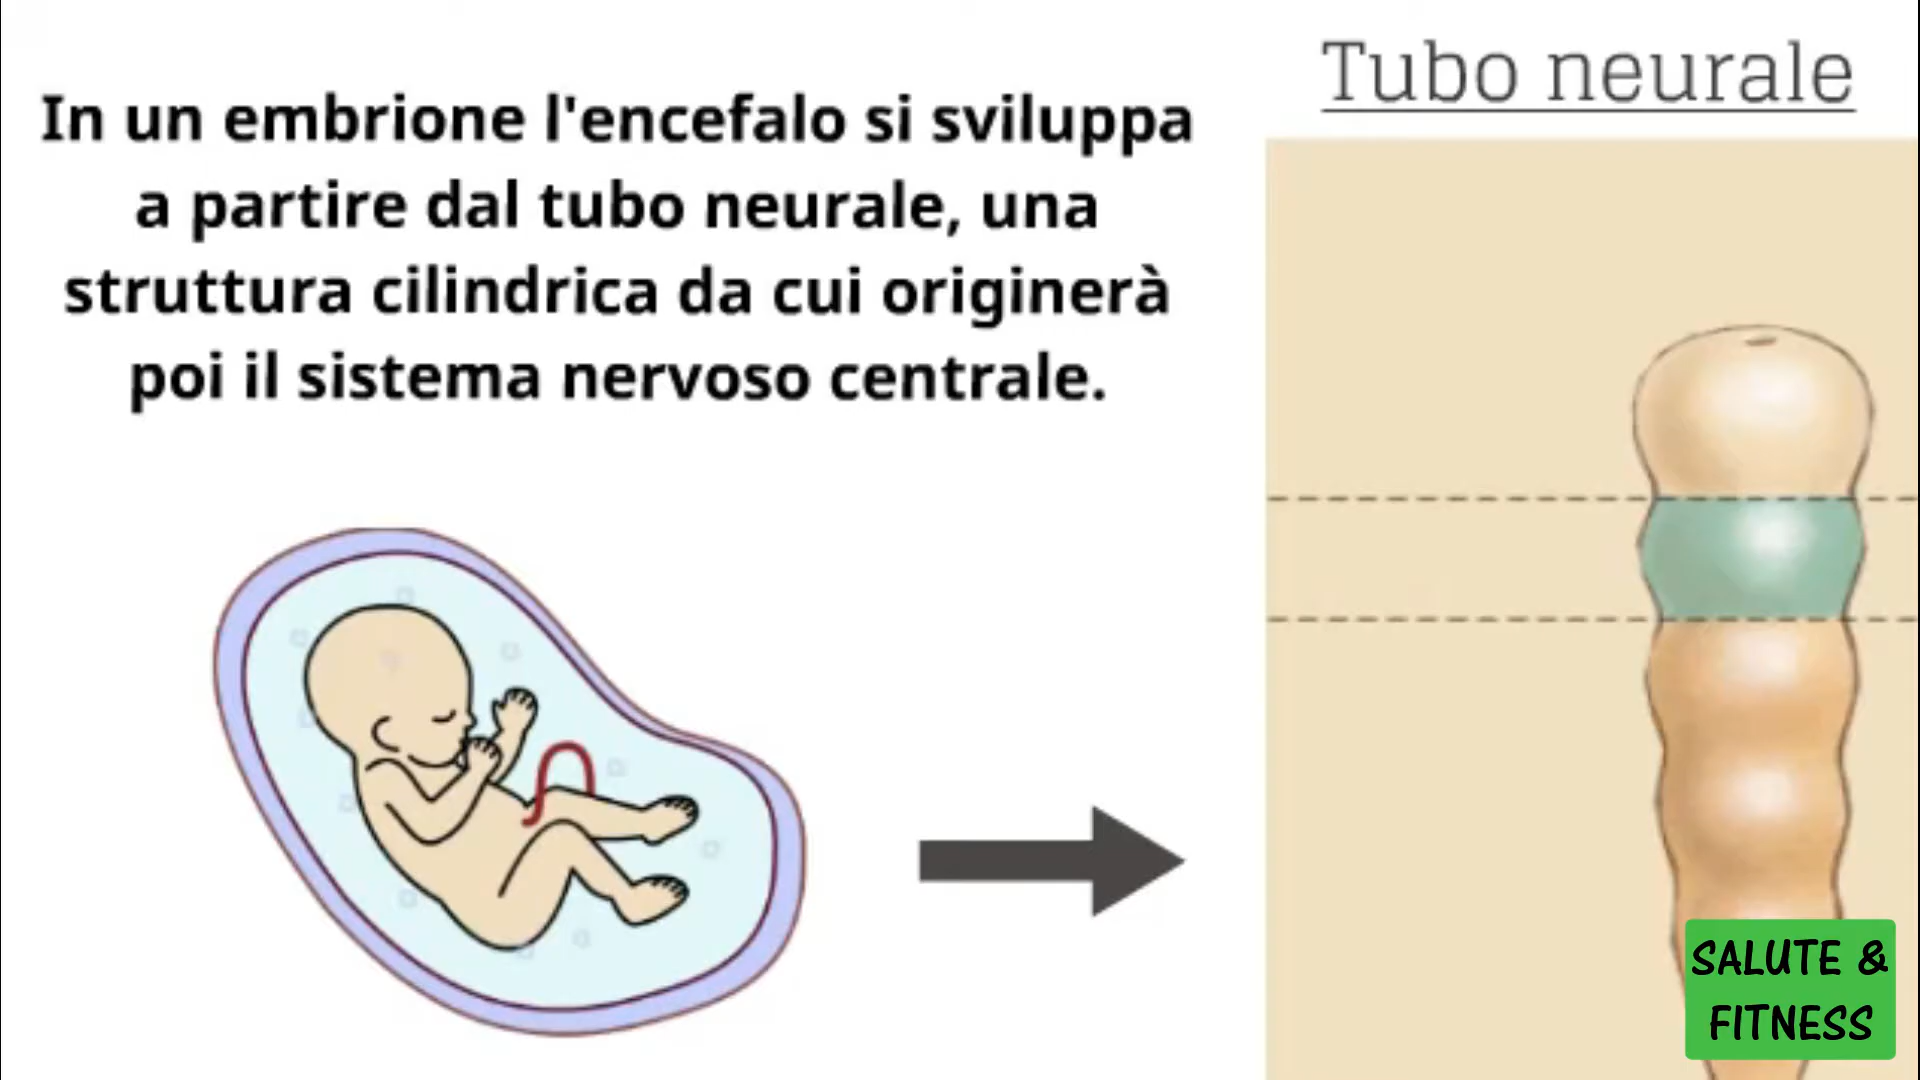 Tubo neurale
In un embrione l'encefalo si sviluppa
a partire dal tubo neurale, una
struttura cilindrica da cui originerà
poi il sistema nervoso centrale.
SALUTE &
FITNESS